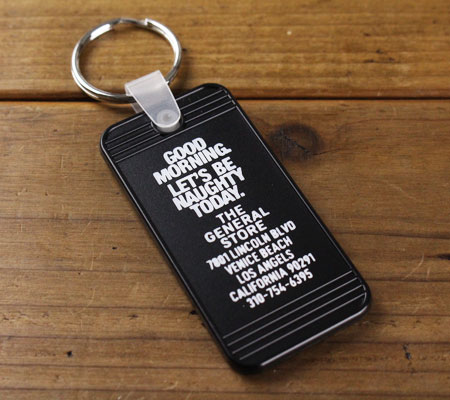 GOOD
MORNING.
LET'S BE
NAUGHTY
TODAY.
THE
GENERAL
STORE
7001 LINCOLN BLVD
VENICE BEACH
LOS ANGELS
CALIFORNIA 90291
310-754-6395